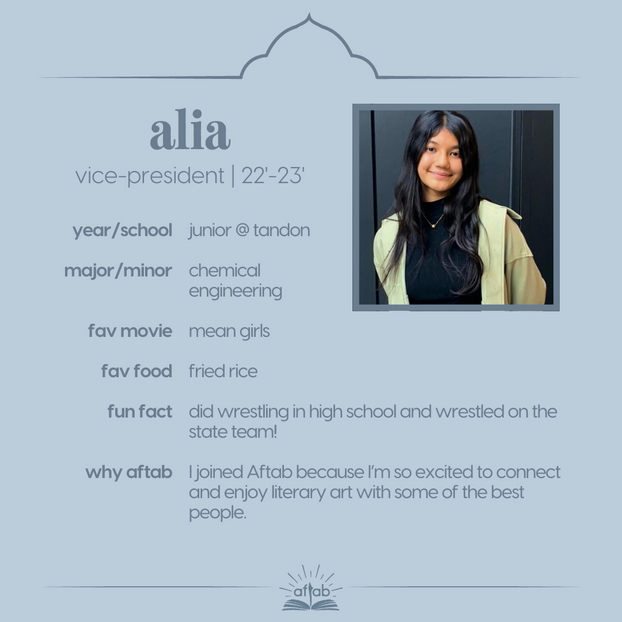 alia
vice-president | 22'-23'
year/school junior @ tandon
major/minor chemical
engineering
fav movie mean girls
fav food fried rice
fun fact did wrestling in high school and wrestled on the
state team!
why aftab I joined Aftab because I'm so excited to connect
and enjoy literary art with some of the best
people.
aftab